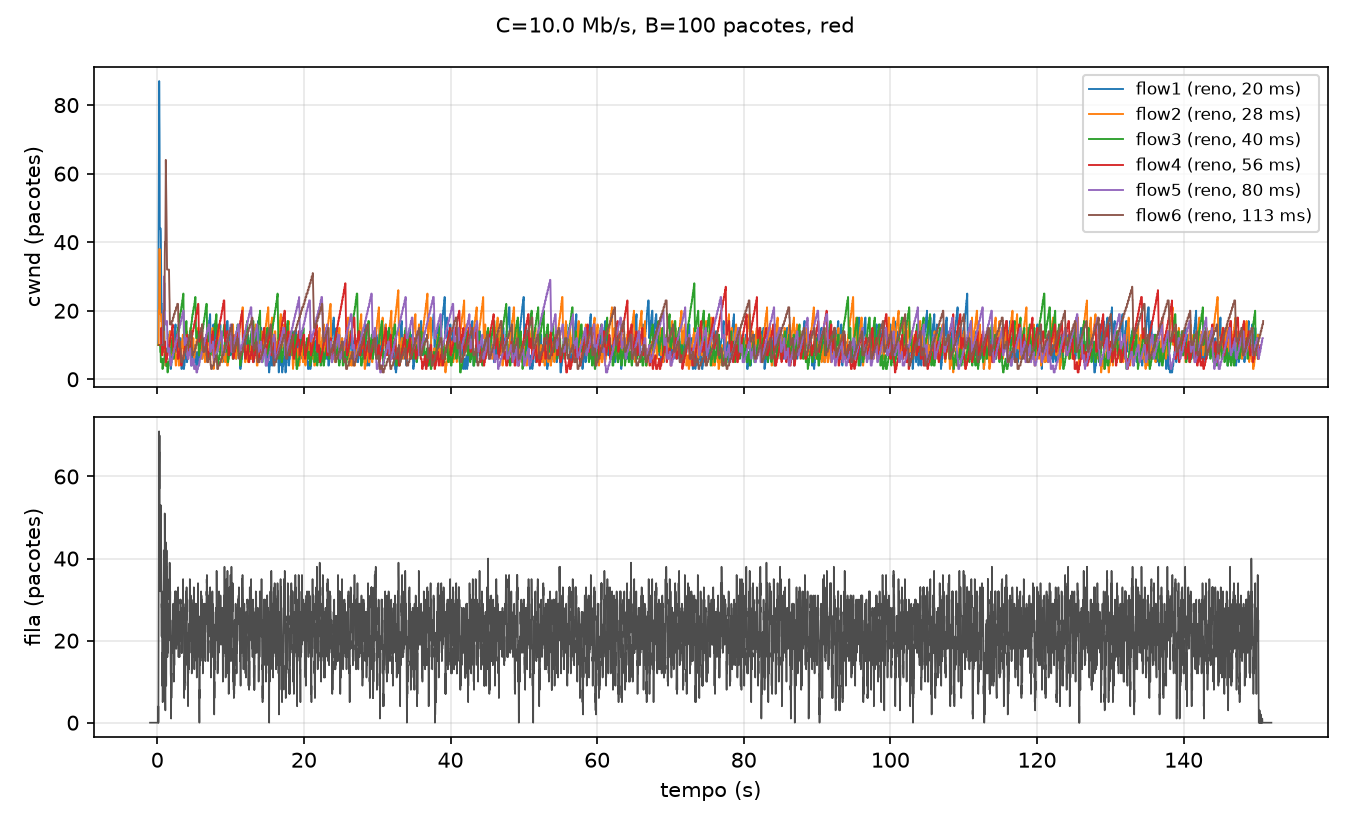 C=10.0 Mb/s, B=100 pacotes, red
cwnd (pacotes)
80
60
40
20
0
flow1 (reno, 20 ms)
flow2 (reno, 28 ms)
flow3 (reno, 40 ms)
flow4 (reno, 56 ms)
flow5 (reno, 80 ms)
flow6 (reno, 113 ms)
fila (pacotes)
60
40
20
0
0 20 40 60 80 100 120 140
tempo (s)